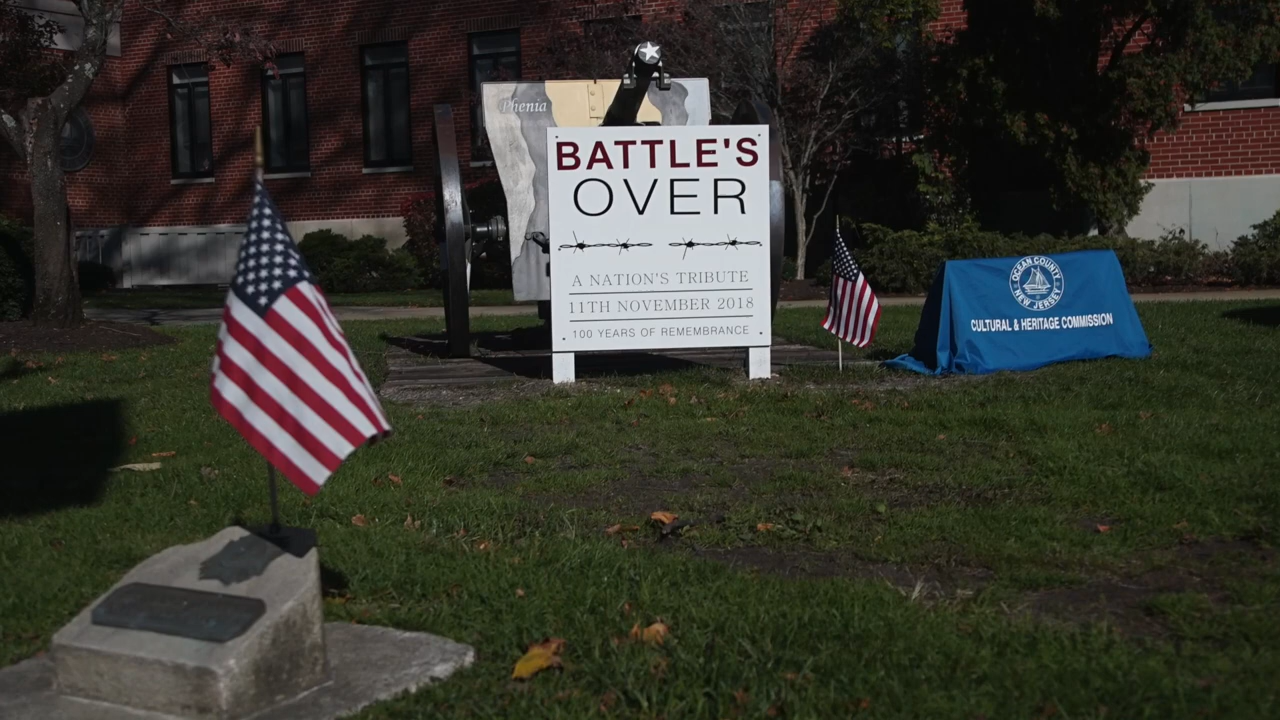 Phenia
BATTLE'S
OVER
A NATION'S TRIBUTE
11TH NOVEMBER 2018
100 YEARS OF REMEMBRANCE
OCEAN COUNTY
NEW JERSEY
CULTURAL & HERITAGE COMMISSION